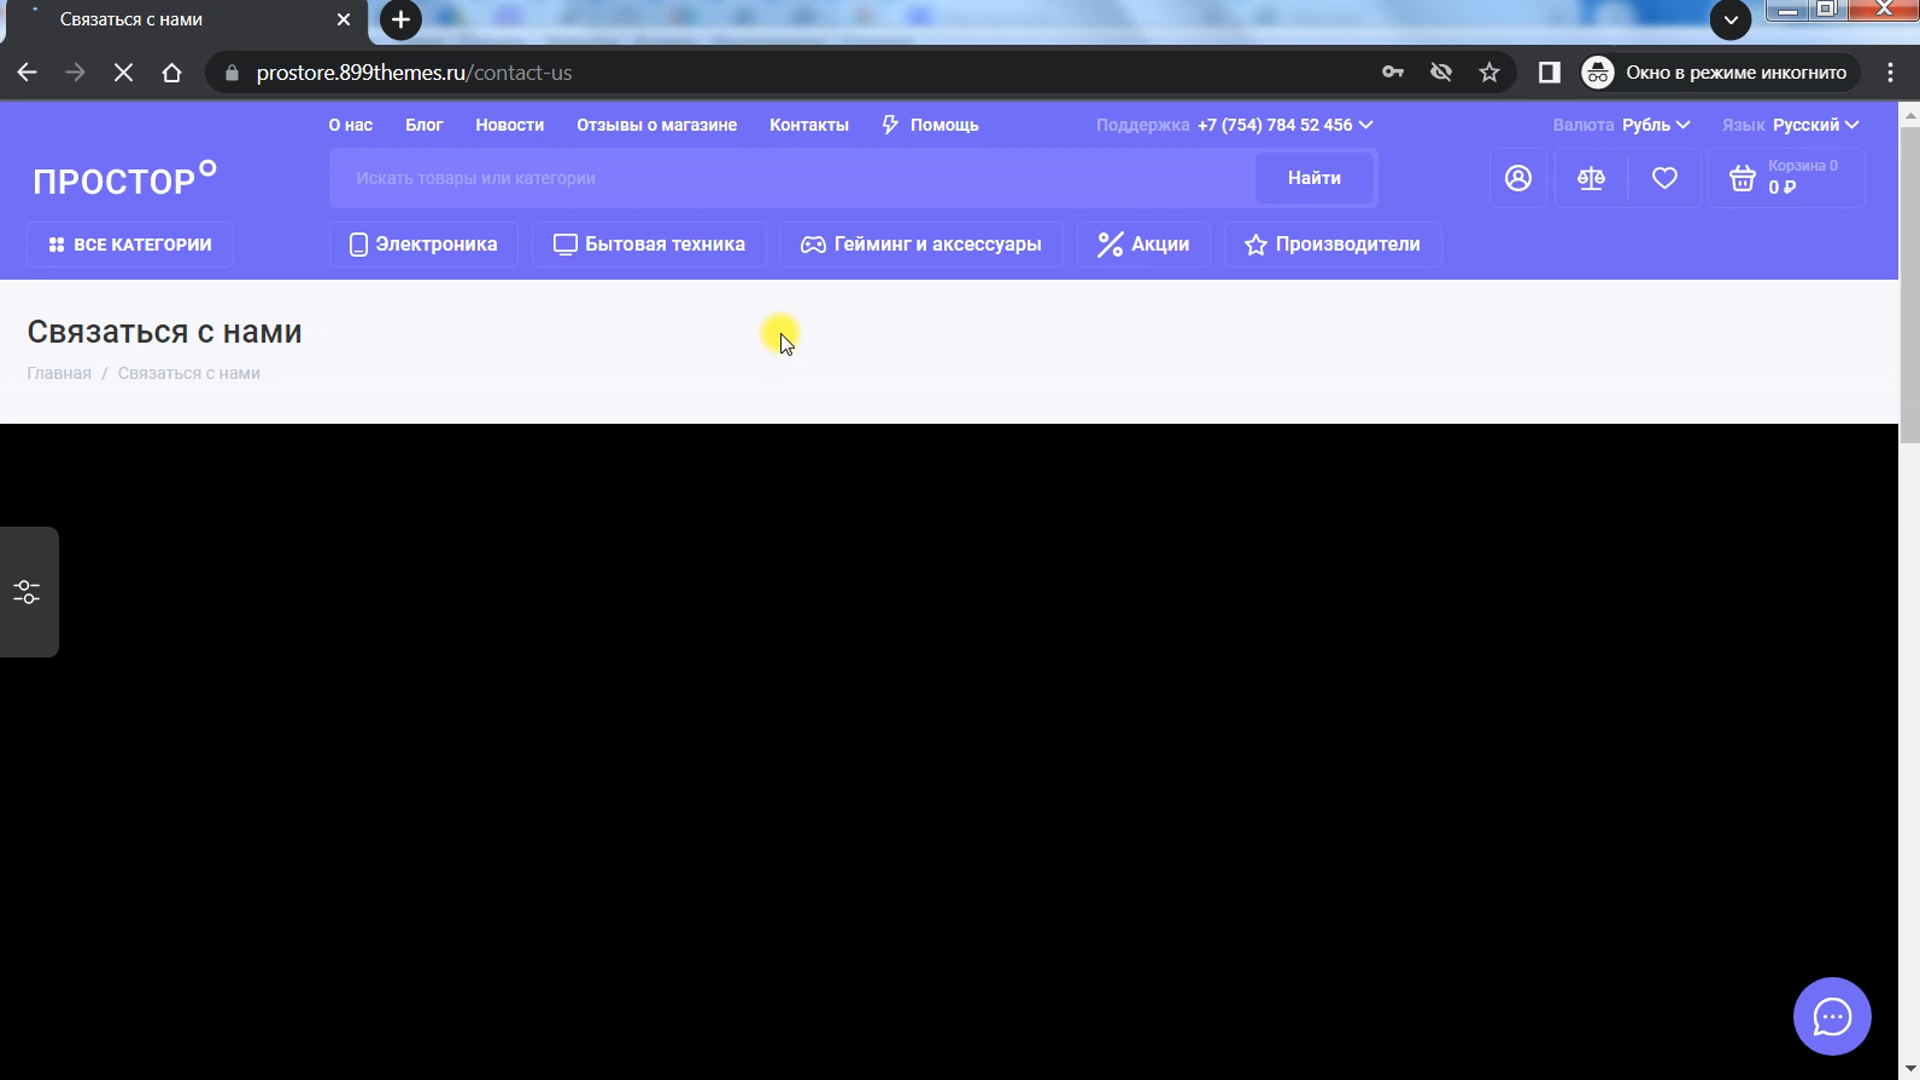 Связаться с нами
prostore.899themes.ru/contact-us
Окно в режиме инкогнито
О нас Блог Новости Отзывы о магазине Контакты Помощь Поддержка +7 (754) 784 52 456 Валюта Рубль Язык Русский
ПРОСТОР
Искать товары или категории Найти
Корзина 0
0 ₽
ВСЕ КАТЕГОРИИ Электроника Бытовая техника Гейминг и аксессуары Акции Производители
Связаться с нами
Главная / Связаться с нами